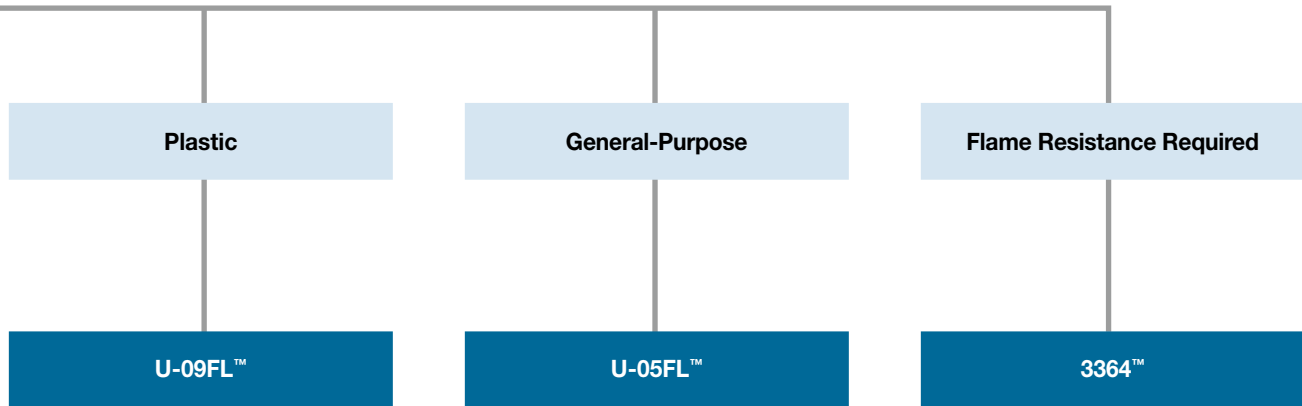 Plastic
General-Purpose
Flame Resistance Required
U-09FL™
U-05FL™
3364™